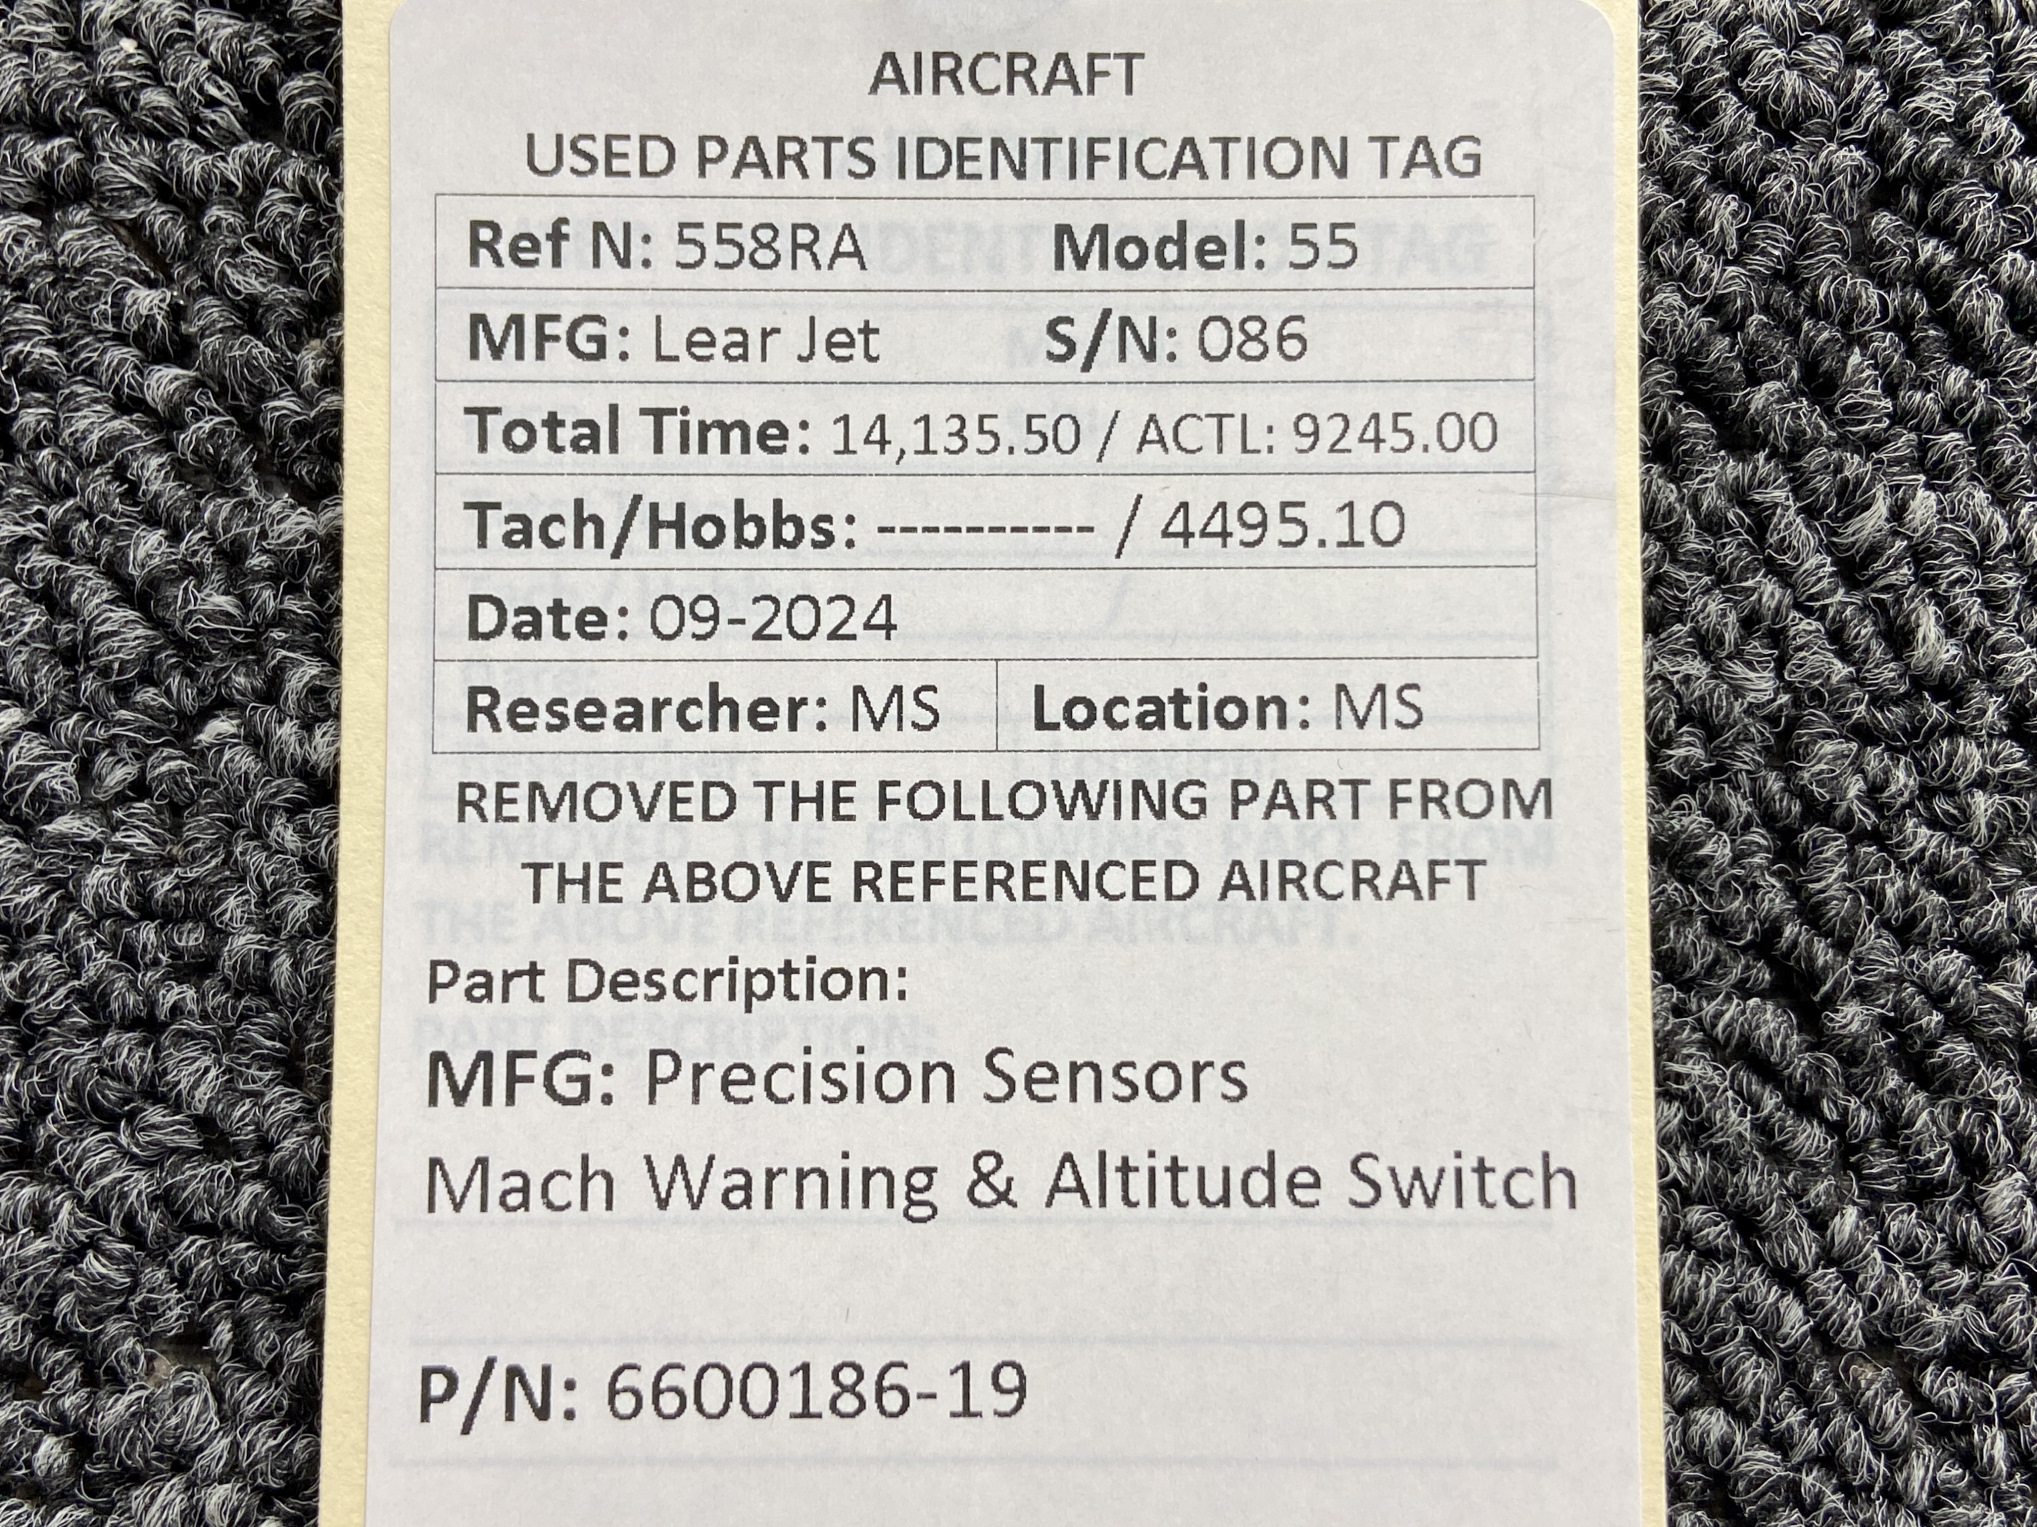 AIRCRAFT
USED PARTS IDENTIFICATION TAG
Ref N: 558RA Model: 55
MFG: Lear Jet S/N: 086
Total Time: 14,135.50 / ACTL: 9245.00
Tach/Hobbs: ---------- / 4495.10
Date: 09-2024
Researcher: MS Location: MS
REMOVED THE FOLLOWING PART FROM
THE ABOVE REFERENCED AIRCRAFT
Part Description:
MFG: Precision Sensors
Mach Warning & Altitude Switch
P/N: 6600186-19